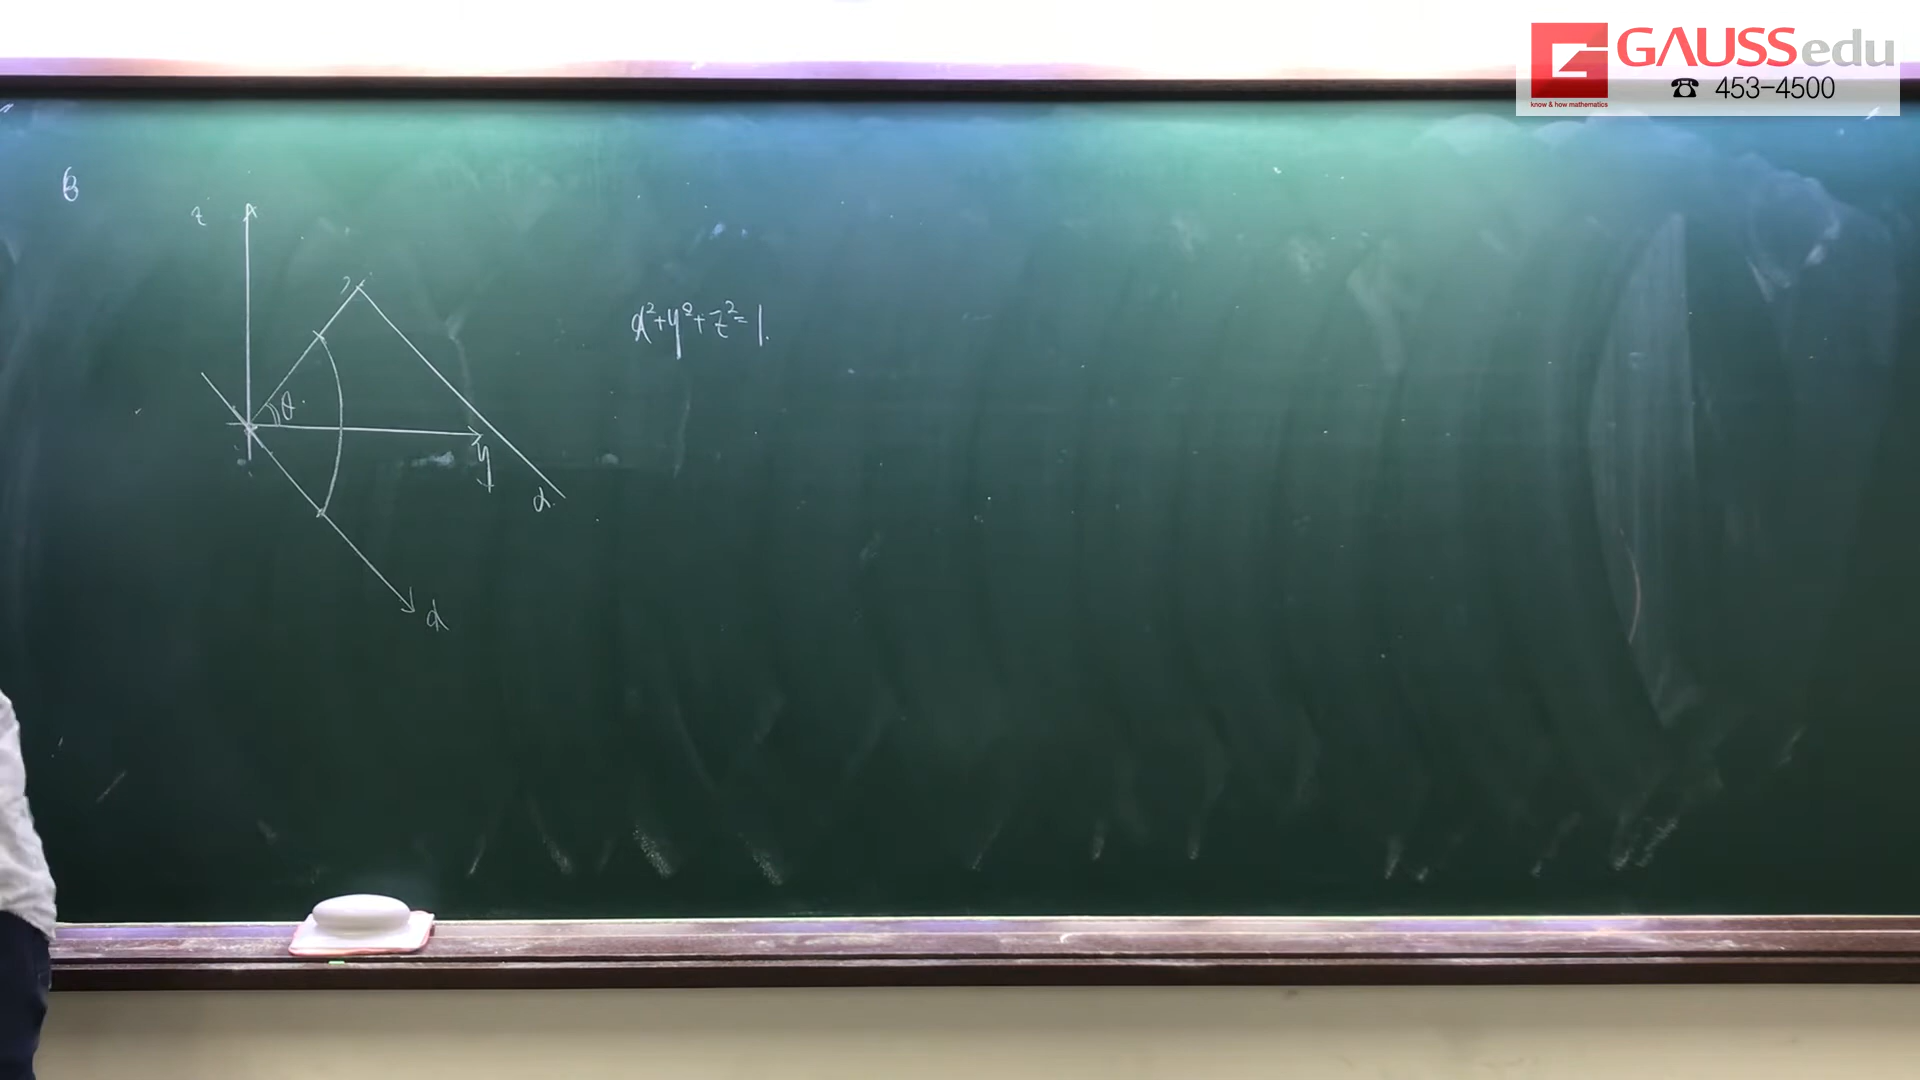 GAUSSedu
know & how mathematics
☎ 453-4500
6
z
θ
y
α
x
x²+y²+z²=1.